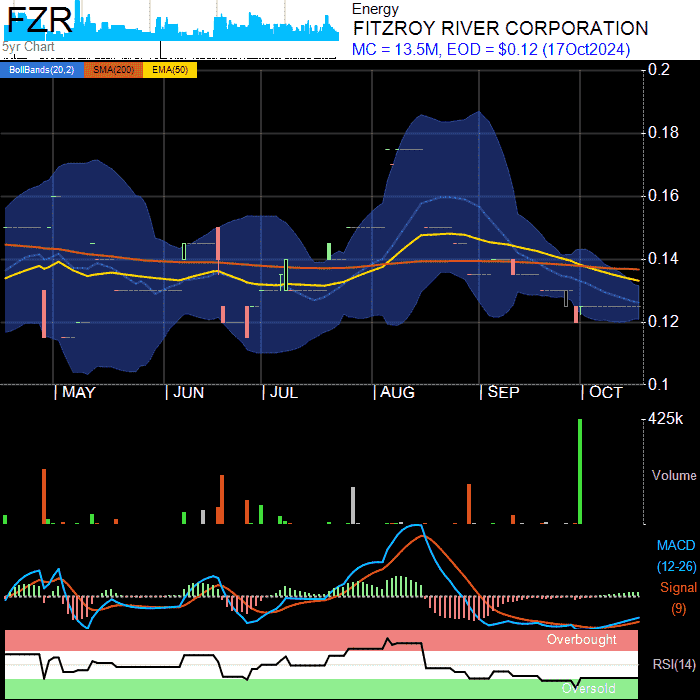 FZR
5yr Chart
Energy
FITZROY RIVER CORPORATION
MC = 13.5M, EOD = $0.12 (17Oct2024)
BollBands(20,2) SMA(200) EMA(50)
0.2
0.18
0.16
0.14
0.12
0.1
MAY JUN JUL AUG SEP OCT
425k
Volume
MACD
(12-26)
Signal
(9)
Overbought
RSI(14)
Oversold